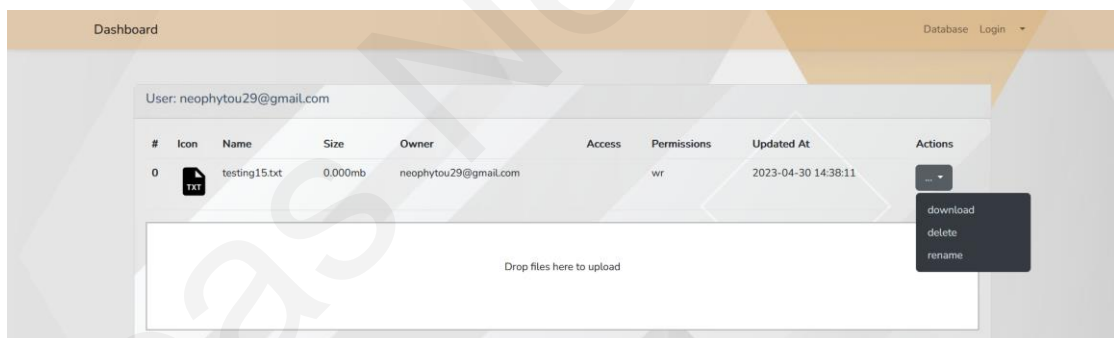 Dashboard Database Login
User: neophytou29@gmail.com
# Icon Name Size Owner Access Permissions Updated At Actions
0 TXT testing15.txt 0,000mb neophytou29@gmail.com wr 2023-04-30 14:38:11 ...
download
delete
rename
Drop files here to upload